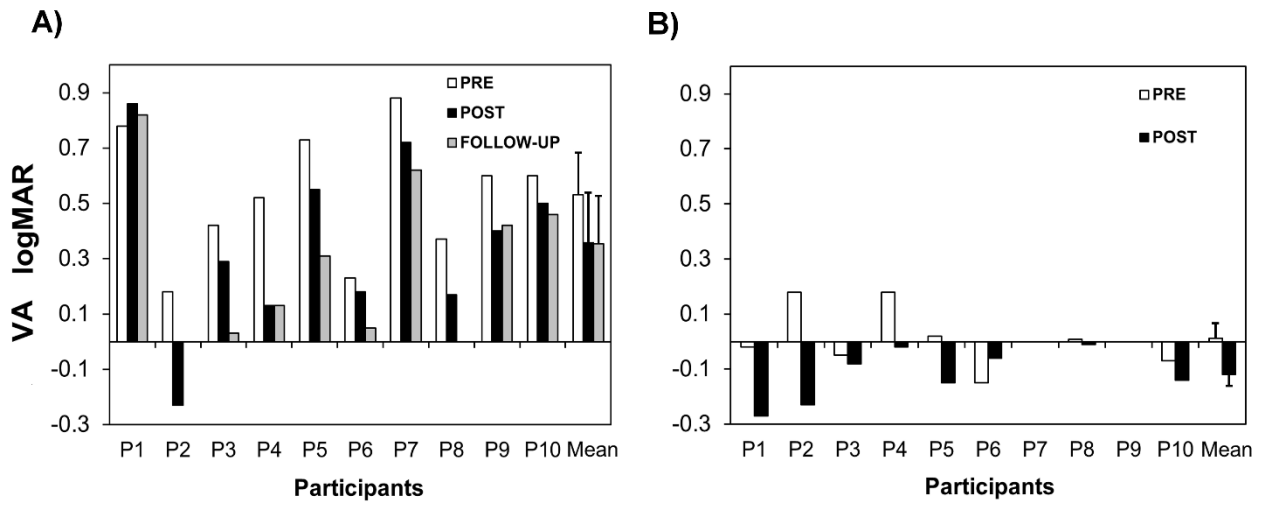 A)
PRE
POST
FOLLOW-UP
0.9
0.7
0.5
0.3
0.1
-0.1
-0.3
VA logMAR
P1 P2 P3 P4 P5 P6 P7 P8 P9 P10 Mean
Participants
B)
PRE
POST
0.9
0.7
0.5
0.3
0.1
-0.1
-0.3
P1 P2 P3 P4 P5 P6 P7 P8 P9 P10 Mean
Participants